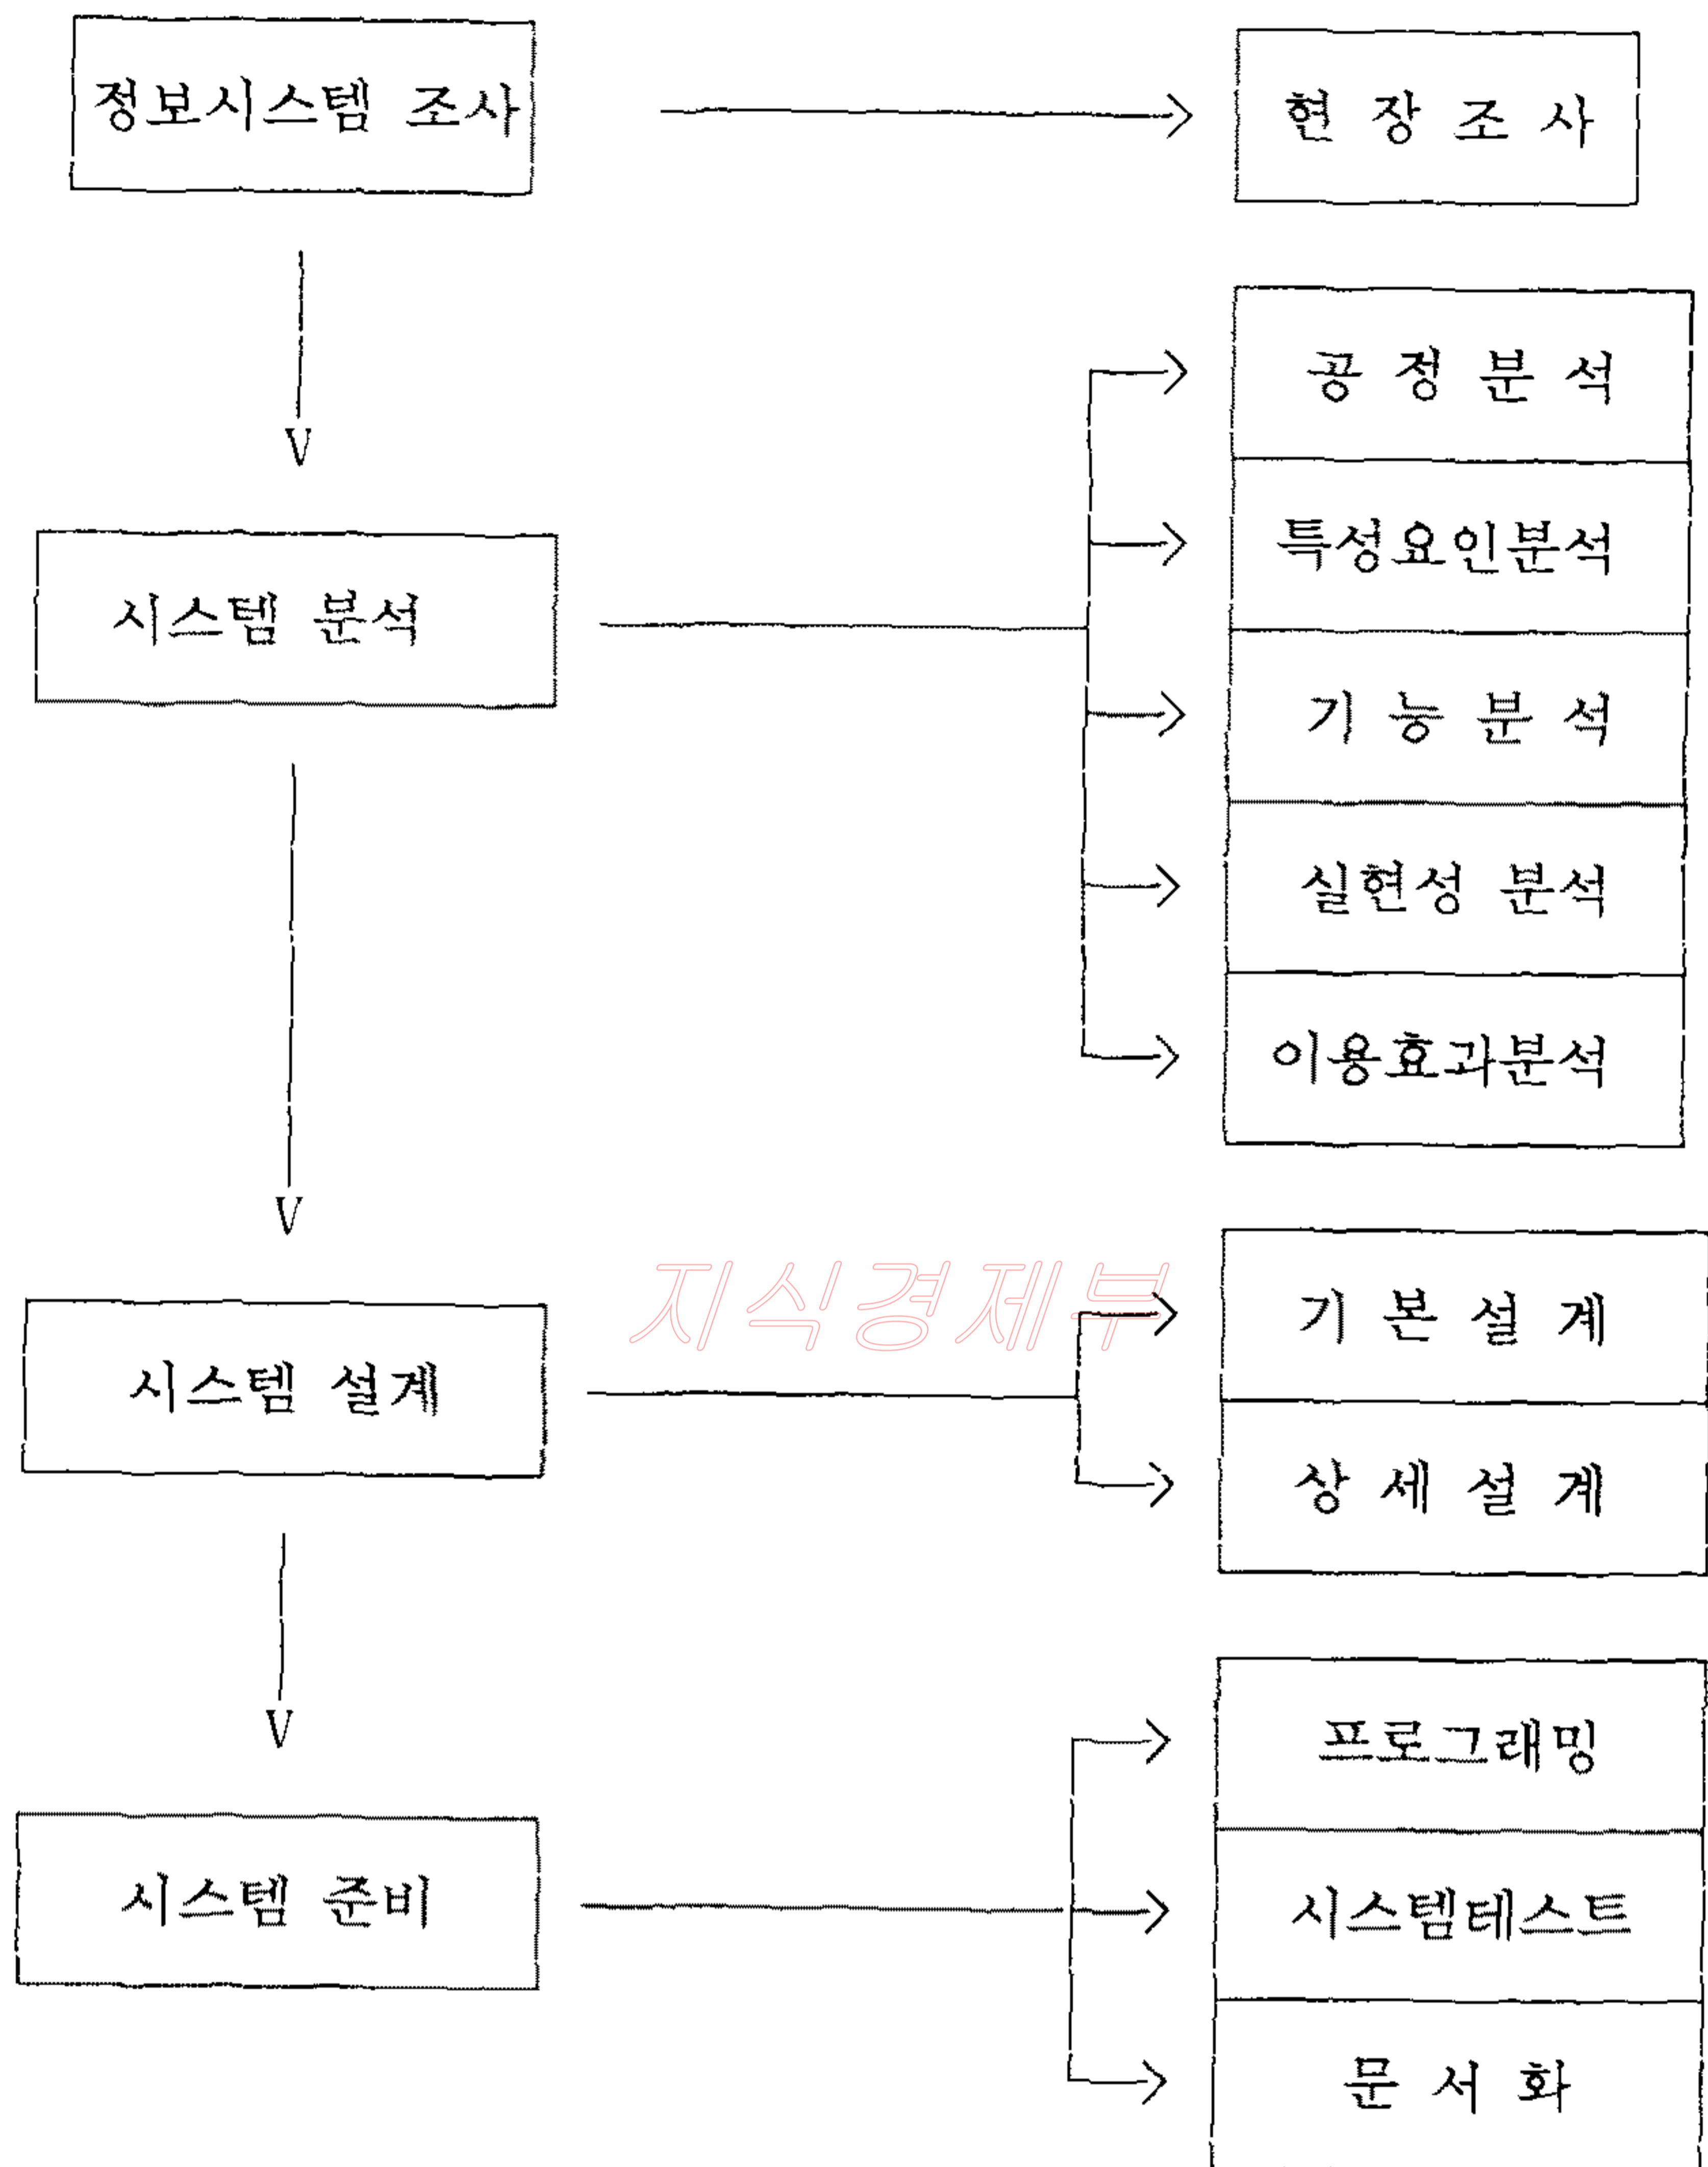 정보시스템 조사
현 장 조 사
공 정 분 석
특성요인분석
시스템 분석
기 능 분 석
실현성 분석
이용효과분석
지식경제부
기 본 설 계
시스템 설계
상 세 설 계
프로그래밍
시스템 준비
시스템테스트
문 서 화